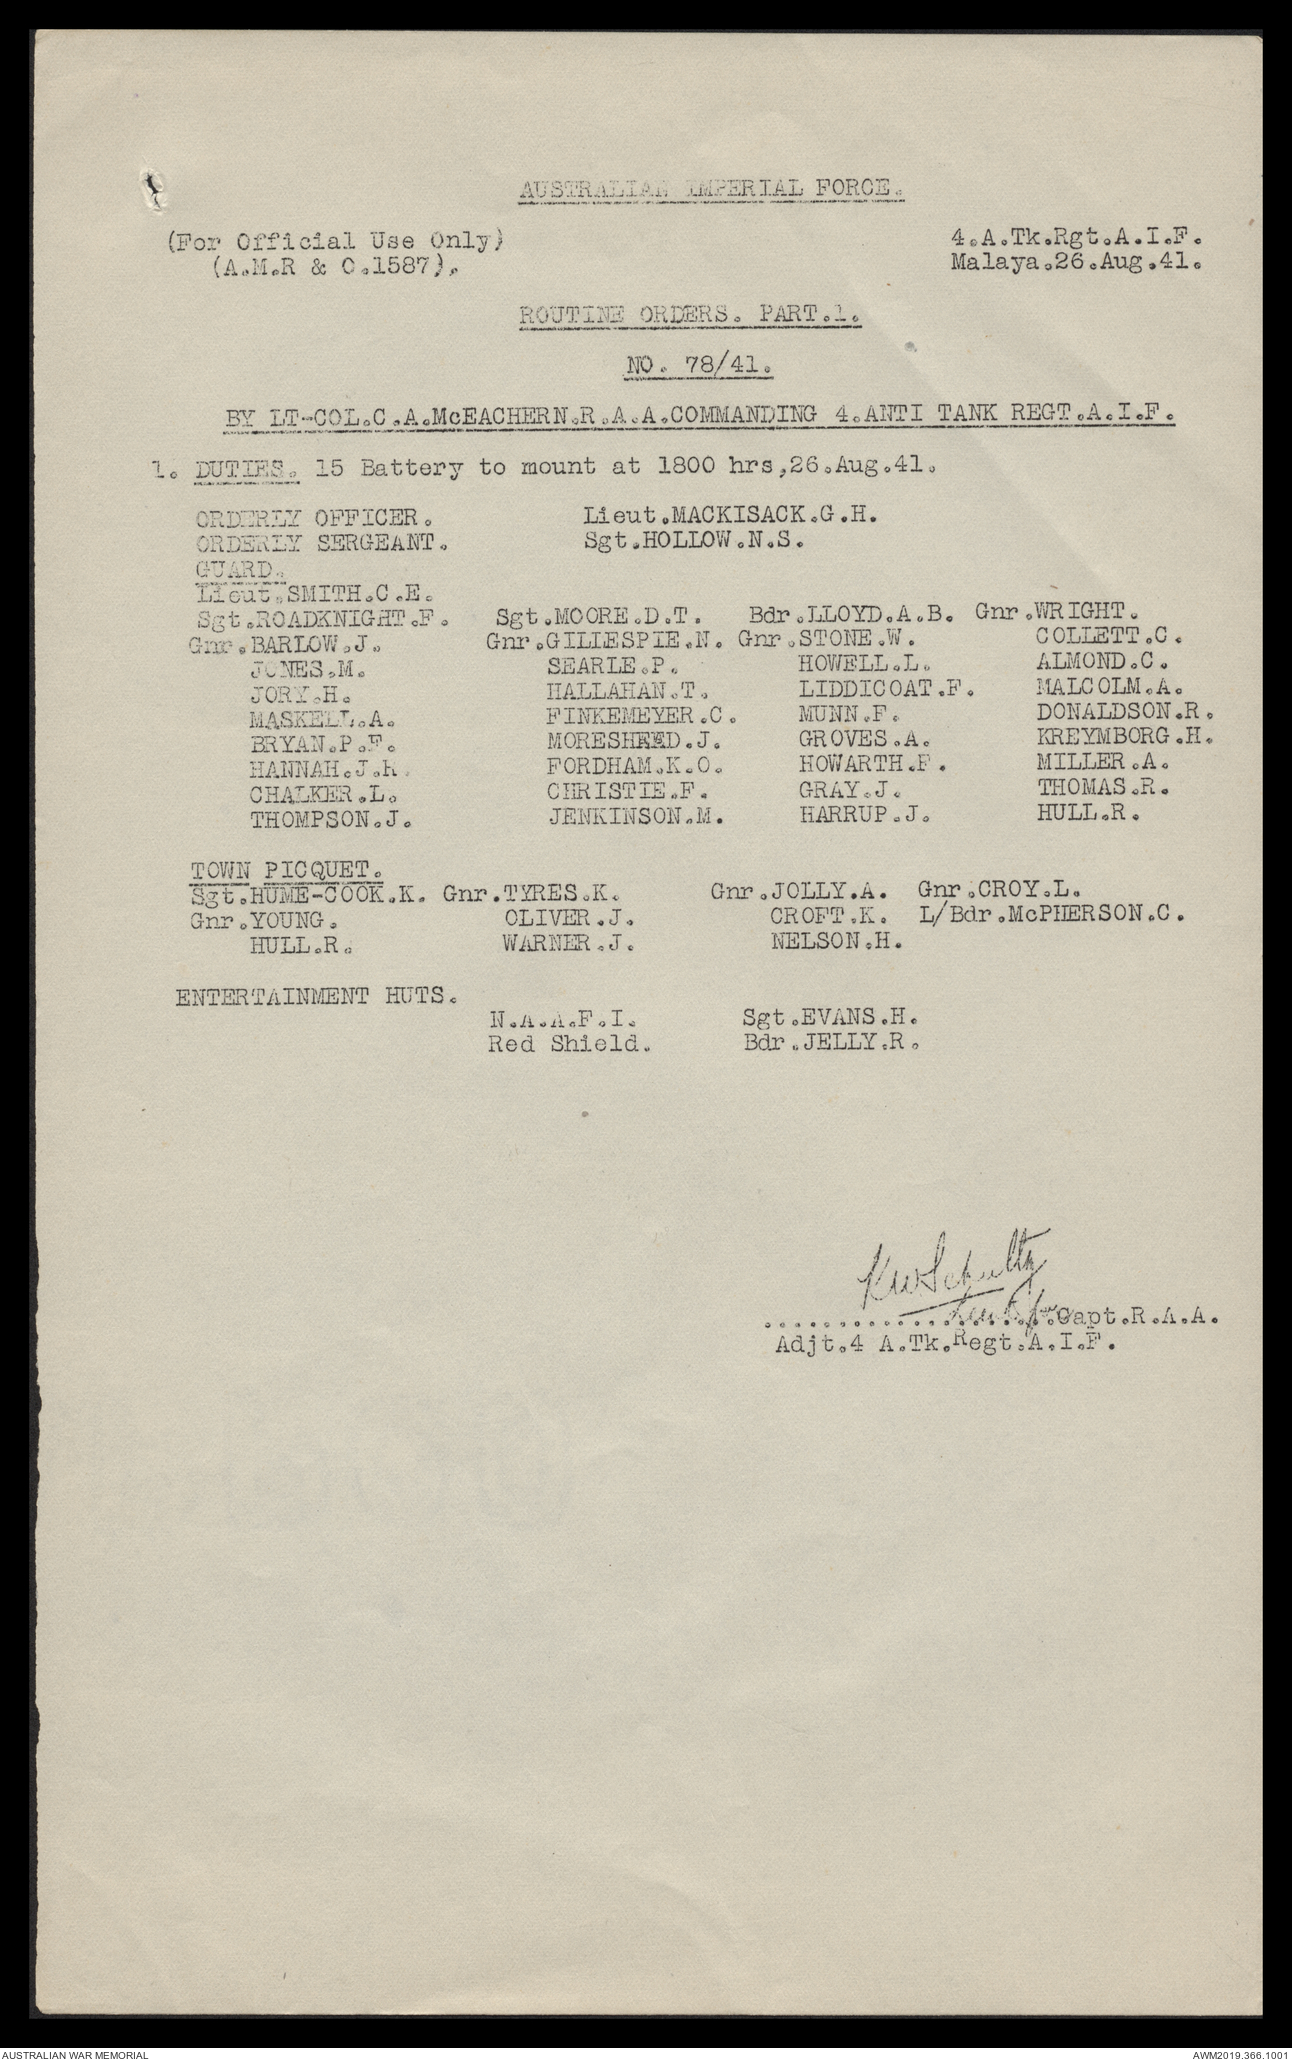 AUSTRALIAN IMPERIAL FORCE.
(For Official Use Only) 4.A.Tk.Rgt.A.I.F.
(A.M.R & O.1587). Malaya.26.Aug.41.
ROUTINE ORDERS. PART.1.
NO. 78/41.
BY LT-COL.C.A.McEACHERN.R.A.A.COMMANDING 4.ANTI TANK REGT.A.I.F.
1. DUTIES. 15 Battery to mount at 1800 hrs,26.Aug.41.
ORDERLY OFFICER. Lieut.MACKISACK.G.H.
ORDERLY SERGEANT. Sgt.HOLLOW.N.S.
GUARD.
Lieut.SMITH.C.E.
Sgt.ROADKNIGHT.F. Sgt.MOORE.D.T. Bdr.LLOYD.A.B. Gnr.WRIGHT.
Gnr.BARLOW.J. Gnr.GILIESPIE.N. Gnr.STONE.W. COLLETT.C.
JONES.M. SEARLE.P. HOWELL.L. ALMOND.C.
JORY.H. HALLAHAN.T. LIDDICOAT.F. MALCOLM.A.
MASKELL.A. FINKEMEYER.C. MUNN.F. DONALDSON.R.
BRYAN.P.F. MORESHEED.J. GROVES.A. KREYMBORG.H.
HANNAH.J.R. FORDHAM.K.O. HOWARTH.F. MILLER.A.
CHALKER.L. CHRISTIE.F. GRAY.J. THOMAS.R.
THOMPSON.J. JENKINSON.M. HARRUP.J. HULL.R.
TOWN PICQUET.
Sgt.HUME-COOK.K. Gnr.TYRES.K. Gnr.JOLLY.A. Gnr.CROY.L.
Gnr.YOUNG. OLIVER.J. CROFT.K. L/Bdr.McPHERSON.C.
HULL.R. WARNER.J. NELSON.H.
ENTERTAINMENT HUTS.
N.A.A.F.I. Sgt.EVANS.H.
Red Shield. Bdr.JELLY.R.
KWSchultz
Lieut for
....................Capt.R.A.A.
Adjt.4 A.Tk.Regt.A.I.F.
AUSTRALIAN WAR MEMORIAL AWM2019.366.1001